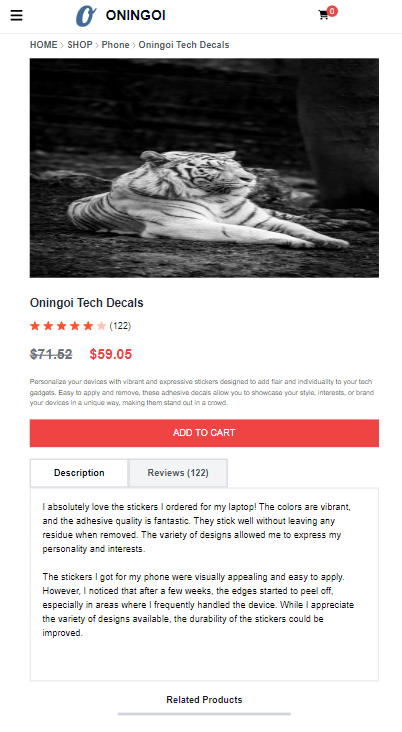 O ONINGOI
0
HOME > SHOP > Phone > Oningoi Tech Decals
Oningoi Tech Decals
(122)
$71.52 $59.05
Personalize your devices with vibrant and expressive stickers designed to add flair and individuality to your tech
gadgets. Easy to apply and remove, these adhesive decals allow you to showcase your style, interests, or brand
your devices in a unique way, making them stand out in a crowd.
ADD TO CART
Description Reviews (122)
I absolutely love the stickers I ordered for my laptop! The colors are vibrant,
and the adhesive quality is fantastic. They stick well without leaving any
residue when removed. The variety of designs allowed me to express my
personality and interests.
The stickers I got for my phone were visually appealing and easy to apply.
However, I noticed that after a few weeks, the edges started to peel off,
especially in areas where I frequently handled the device. While I appreciate
the variety of designs available, the durability of the stickers could be
improved.
Related Products